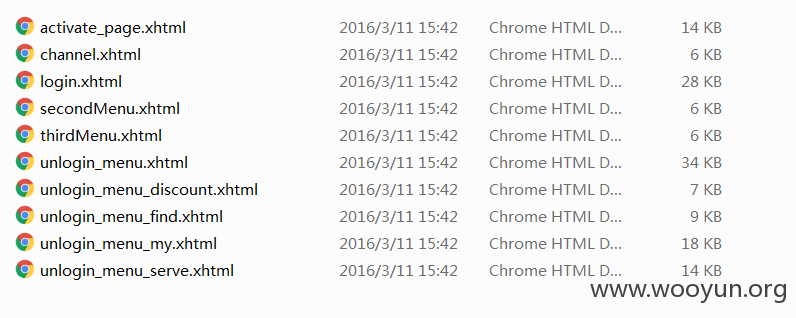 activate_page.xhtml 2016/3/11 15:42 Chrome HTML D... 14 KB
channel.xhtml 2016/3/11 15:42 Chrome HTML D... 6 KB
login.xhtml 2016/3/11 15:42 Chrome HTML D... 28 KB
secondMenu.xhtml 2016/3/11 15:42 Chrome HTML D... 6 KB
thirdMenu.xhtml 2016/3/11 15:42 Chrome HTML D... 6 KB
unlogin_menu.xhtml 2016/3/11 15:42 Chrome HTML D... 34 KB
unlogin_menu_discount.xhtml 2016/3/11 15:42 Chrome HTML D... 7 KB
unlogin_menu_find.xhtml 2016/3/11 15:42 Chrome HTML D... 9 KB
unlogin_menu_my.xhtml 2016/3/11 15:42 Chrome HTML D... 18 KB
unlogin_menu_serve.xhtml 2016/3/11 15:42 Chrome HTML D... 14 KB
www.wooyun.org